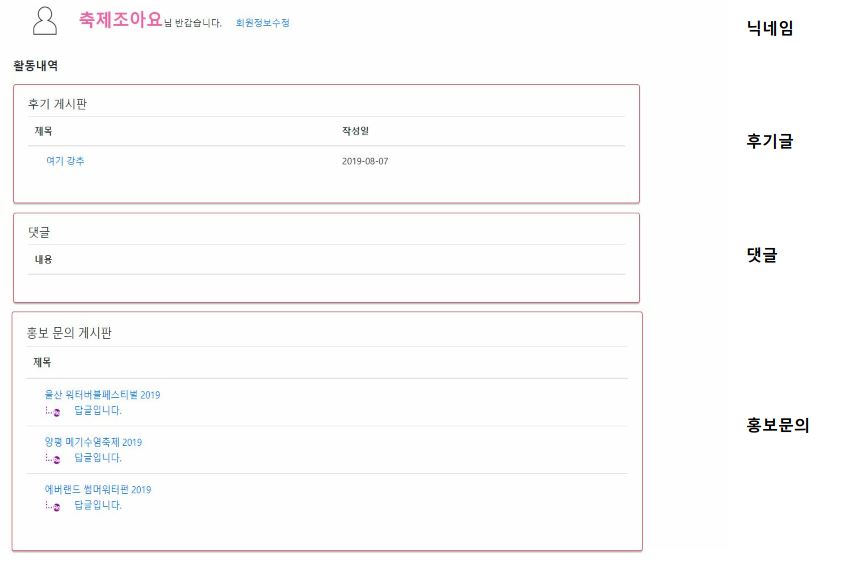 축제조아요님 반갑습니다. 회원정보수정
닉네임
활동내역
후기 게시판
제목 작성일
후기글
여기 강추 2019-08-07
댓글
내용
댓글
홍보 문의 게시판
제목
울산 워터버블페스티벌 2019
답글입니다.
홍보문의
양평 메기수염축제 2019
답글입니다.
에버랜드 썸머워터펀 2019
답글입니다.